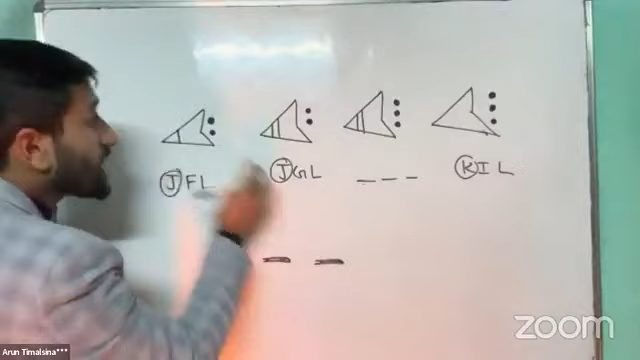 JFL JGL _ _ _ KIL
_ _
zoom
Arun Timalsina***